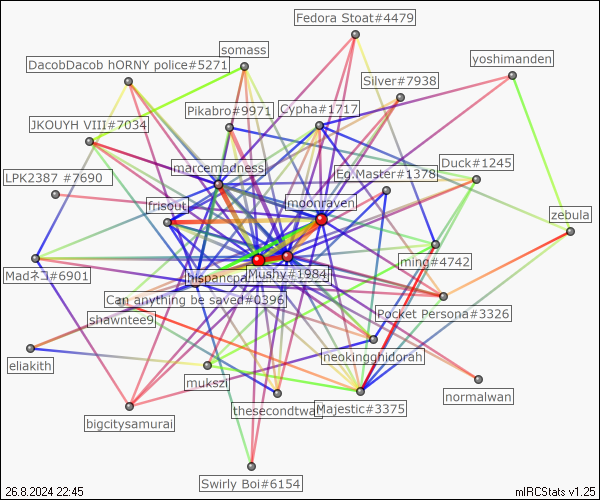 Fedora Stoat#4479
somass
yoshimanden
DacobDacob hORNY police#5271
Silver#7938
Pikabro#9971
Cypha#1717
JKOUYH VIII#7034
Duck#1245
marcemadness
Eg.Master#1378
LPK2387 #7690
frisout
moonraven
zebula
ming#4742
Madネコ#6901
hispancpa
Mushy#1984
Can anything be saved#0396
Pocket Persona#3326
shawntee9
neokingghidorah
eliakith
mukszi
normalwan
thesecondtwa
Majestic#3375
bigcitysamurai
Swirly Boi#6154
26.8.2024 22:45
mIRCStats v1.25